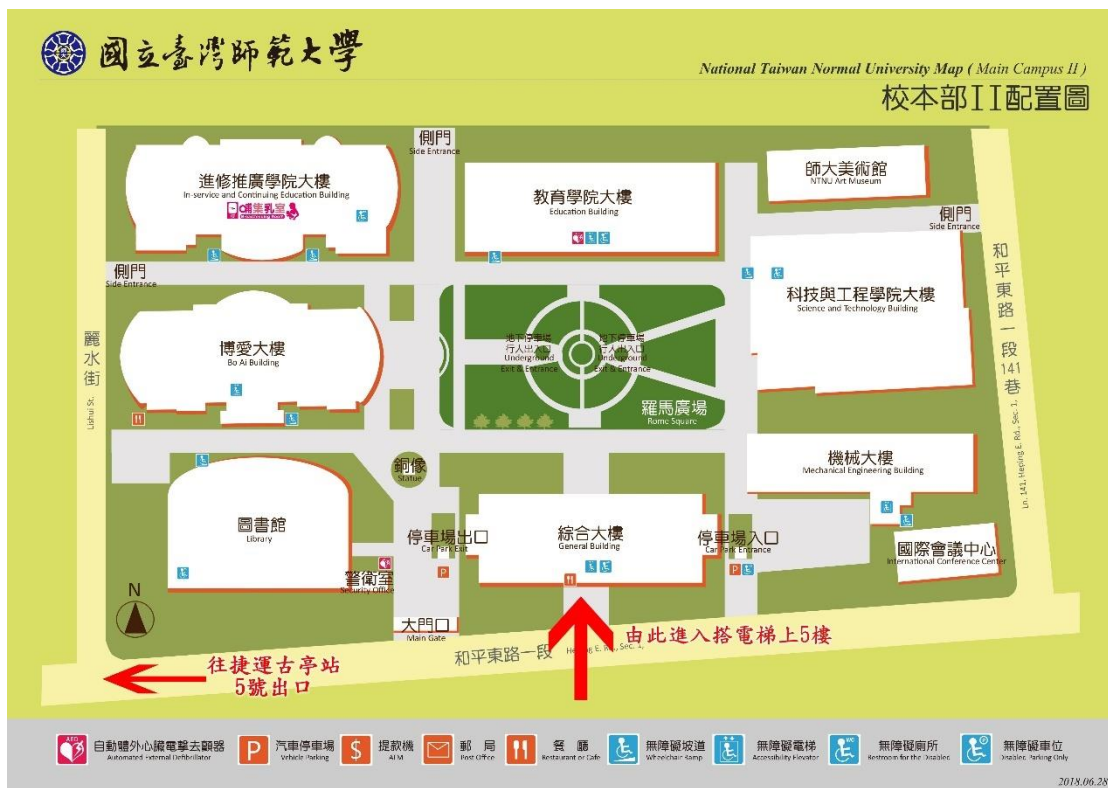 國立臺灣師範大學
National Taiwan Normal University Map ( Main Campus II )
校本部II配置圖
側門
Side Entrance
進修推廣學院大樓
In-service and Continuing Education Building
哺集乳室
教育學院大樓
Education Building
師大美術館
NTNU Art Museum
側門
Side Entrance
側門
Side Entrance
科技與工程學院大樓
Science and Technology Building
和平東路一段141巷
Ln. 141, Heping E. Rd., Sec. 1,
麗水街
Lishui St.
博愛大樓
Bo Ai Building
地下停車場
行人出入口
Underground
Exit & Entrance
地下停車場
行人出入口
Underground
Exit & Entrance
羅馬廣場
Rome Square
機械大樓
Mechanical Engineering Building
銅像
Statue
圖書館
Library
停車場出口
Car Park Exit
綜合大樓
General Building
停車場入口
Car Park Entrance
國際會議中心
International Conference Center
警衛室
Security Office
P
P
N
大門口
Main Gate
由此進入搭電梯上5樓
和平東路一段 Heping E. Rd., Sec. 1,
往捷運古亭站
5號出口
AED
自動體外心臟電擊去顫器
Automated External Defibrillator
P
汽車停車場
Vehicle Parking
$
提款機
ATM
郵局
Post Office
餐廳
Restaurant or Cafe
無障礙坡道
Wheelchair Ramp
無障礙電梯
Accessibility Elevator
WC
無障礙廁所
Restroom for the Disabled
P
無障礙車位
Disabled Parking Only
2018.06.28